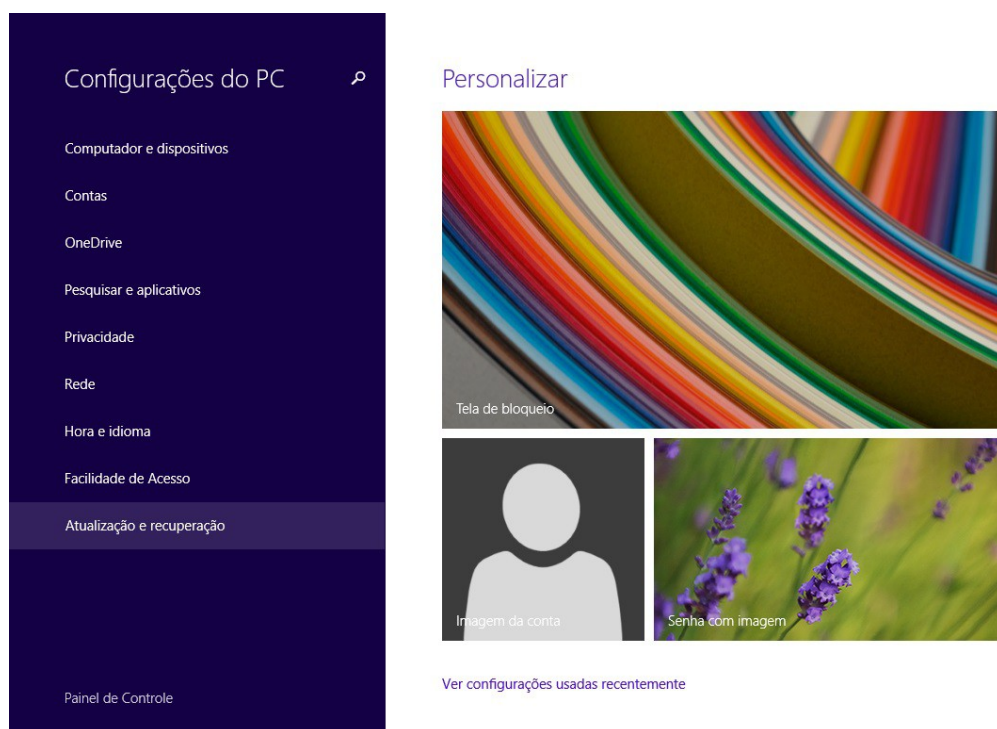 Configurações do PC
Computador e dispositivos
Contas
OneDrive
Pesquisar e aplicativos
Privacidade
Rede
Hora e idioma
Facilidade de Acesso
Atualização e recuperação
Painel de Controle
Personalizar
Tela de bloqueio
Imagem da conta
Senha com imagem
Ver configurações usadas recentemente